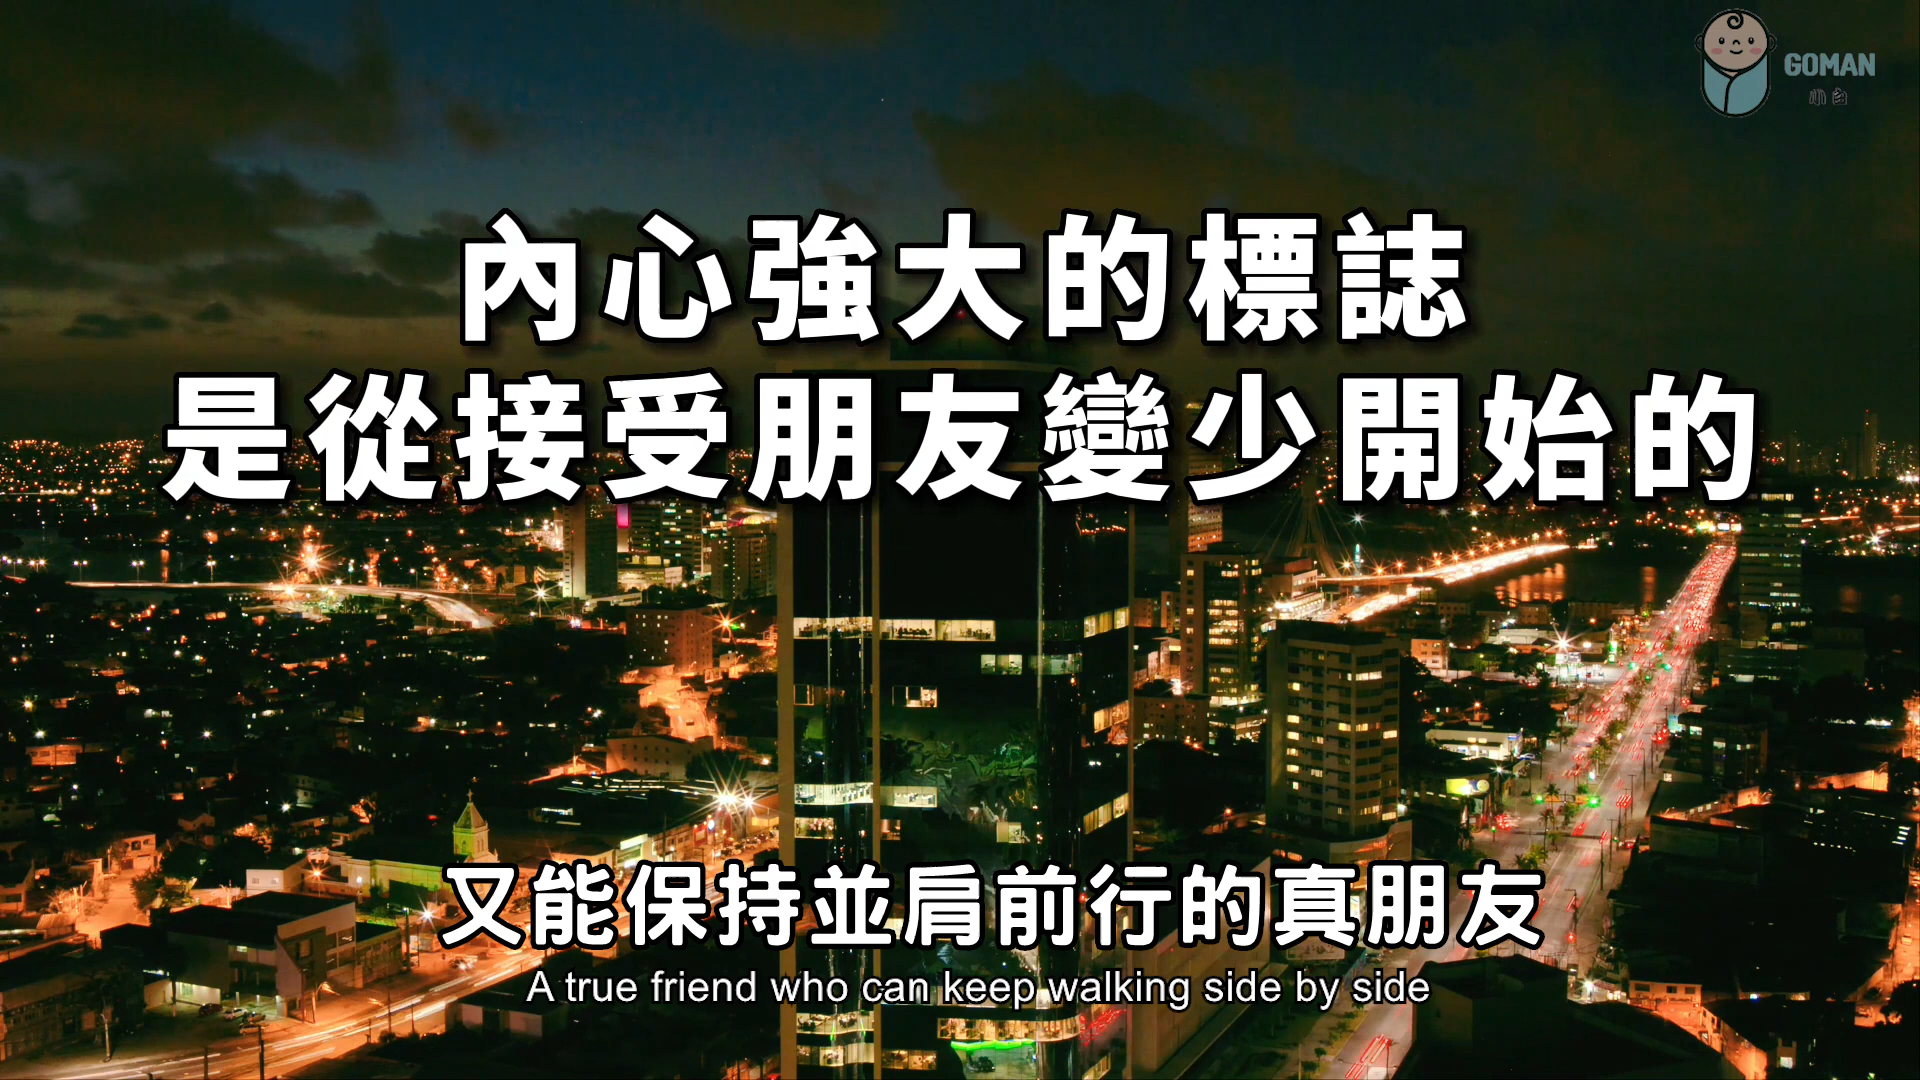 GOMAN
小白
內心強大的標誌
是從接受朋友變少開始的
又能保持並肩前行的真朋友
A true friend who can keep walking side by side